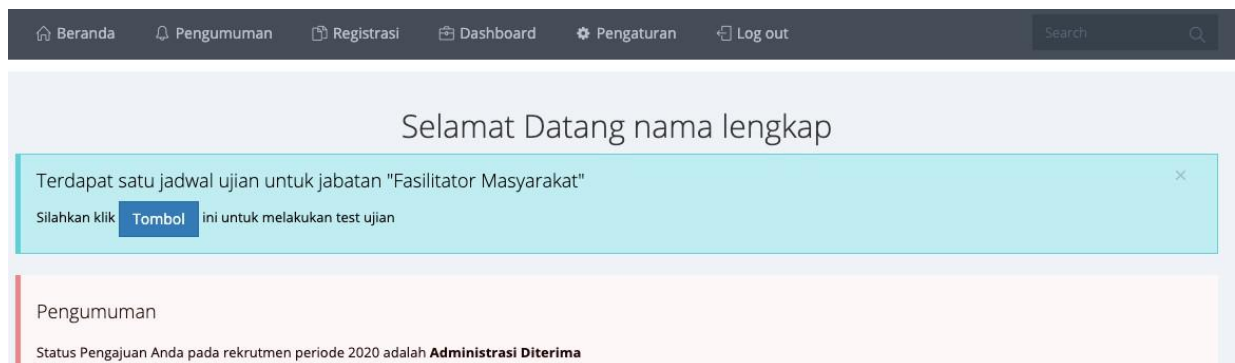 Beranda Pengumuman Registrasi Dashboard Pengaturan Log out Search
Selamat Datang nama lengkap
Terdapat satu jadwal ujian untuk jabatan "Fasilitator Masyarakat"
Silahkan klik Tombol ini untuk melakukan test ujian
Pengumuman
Status Pengajuan Anda pada rekrutmen periode 2020 adalah Administrasi Diterima